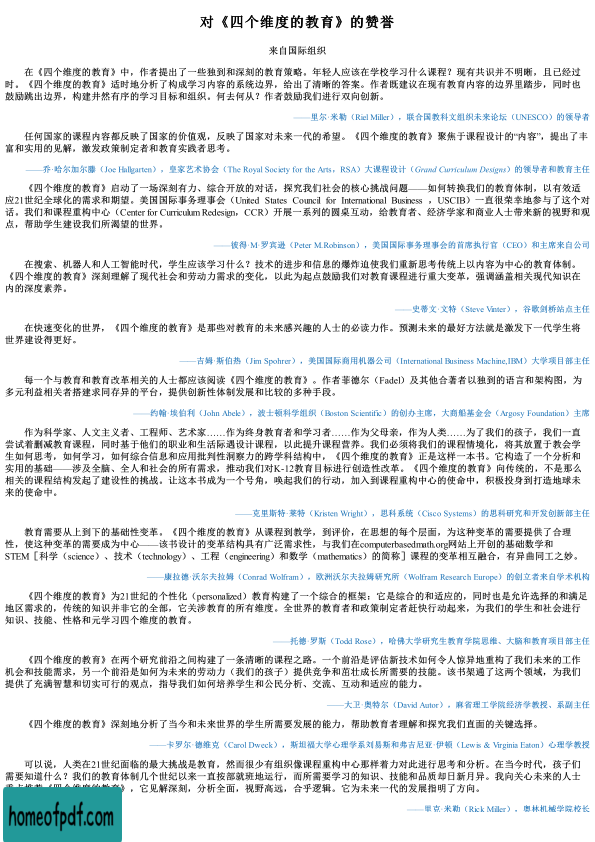 对《四个维度的教育》的赞誉
来自国际组织
在《四个维度的教育》中，作者提出了一些独到和深刻的教育策略。年轻人应该在学校学习什么课程？现有共识并不明晰，且已经过
时。《四个维度的教育》适时地分析了构成学习内容的系统边界，给出了清晰的答案。作者既建议在现有教育内容的边界里踏步，同时也
鼓励跳出边界，构建井然有序的学习目标和组织。何去何从？作者鼓励我们进行双向创新。
——里尔·米勒（Riel Miller），联合国教科文组织未来论坛（UNESCO）的领导者
任何国家的课程内容都反映了国家的价值观，反映了国家对未来一代的希望。《四个维度的教育》聚焦于课程设计的“内容”，提出了丰
富和实用的见解，激发政策制定者和教育实践者思考。
——乔·哈尔加尔滕（Joe Hallgarten），皇家艺术协会（The Royal Society for the Arts，RSA）大课程设计（Grand Curriculum Designs）的领导者和教育主任
《四个维度的教育》启动了一场深刻有力、综合开放的对话，探究我们社会的核心挑战问题——如何转换我们的教育体制，以有效适
应21世纪全球化的需求和期望。美国国际事务理事会（United States Council for International Business ，USCIB）一直很荣幸地参与了这个对
话。我们和课程重构中心（Center for Curriculum Redesign，CCR）开展一系列的圆桌互动，给教育者、经济学家和商业人士带来新的视野和观
点，帮助学生建设我们所渴望的世界。
——彼得·M·罗宾逊（Peter M.Robinson），美国国际事务理事会的首席执行官（CEO）和主席来自公司
在搜索、机器人和人工智能时代，学生应该学习什么？技术的进步和信息的爆炸迫使我们重新思考传统上以内容为中心的教育体制。
《四个维度的教育》深刻理解了现代社会和劳动力需求的变化，以此为起点鼓励我们对教育课程进行重大变革，强调涵盖相关现代知识在
内的深度素养。
——史蒂文·文特（Steve Vinter），谷歌剑桥站点主任
在快速变化的世界，《四个维度的教育》是那些对教育的未来感兴趣的人士的必读力作。预测未来的最好方法就是激发下一代学生将
世界建设得更好。
——吉姆·斯伯热（Jim Spohrer），美国国际商用机器公司（International Business Machine,IBM）大学项目部主任
每一个与教育和教育改革相关的人士都应该阅读《四个维度的教育》。作者菲德尔（Fadel）及其他合著者以独到的语言和架构图，为
多元利益相关者搭建求同存异的平台，提供创新性体制发展和比较的多种手段。
——约翰·埃伯利（John Abele），波士顿科学组织（Boston Scientific）的创办主席，大商船基金会（Argosy Foundation）主席
作为科学家、人文主义者、工程师、艺术家……作为终身教育者和学习者……作为父母亲，作为人类……为了我们的孩子，我们一直
尝试着删减教育课程，同时基于他们的职业和生活际遇设计课程，以此提升课程营养。我们必须将我们的课程情境化，将其放置于教会学
生如何思考，如何学习，如何综合信息和应用批判性洞察力的跨学科结构中，《四个维度的教育》正是这样一本书。它构造了一个分析和
实用的基础——涉及全脑、全人和社会的所有需求，推动我们对K-12教育目标进行创造性改革。《四个维度的教育》向传统的，不是那么
相关的课程结构发起了建设性的挑战。让这本书成为一个号角，唤起我们的行动，加入到课程重构中心的使命中，积极投身到打造地球未
来的使命中。
——克里斯特·莱特（Kristen Wright），思科系统（Cisco Systems）的思科研究和开发创新部主任
教育需要从上到下的基础性变革。《四个维度的教育》从课程到教学，到评价，在思想的每个层面，为这种变革的需要提供了合理
性，使这种变革的需要成为中心——该书设计的变革结构具有广泛需求性，与我们在computerbasedmath.org网站上开创的基础数学和
STEM［科学（science）、技术（technology）、工程（engineering）和数学（mathematics）的简称］课程的变革相互融合，有异曲同工之妙。
——康拉德·沃尔夫拉姆（Conrad Wolfram），欧洲沃尔夫拉姆研究所（Wolfram Research Europe）的创立者来自学术机构
《四个维度的教育》为21世纪的个性化（personalized）教育构建了一个综合的框架；它是综合的和适应的，同时也是允许选择的和满足
地区需求的，传统的知识并非它的全部，它关涉教育的所有维度。全世界的教育者和政策制定者赶快行动起来，为我们的学生和社会进行
知识、技能、性格和元学习四个维度的教育。
——托德·罗斯（Todd Rose），哈佛大学研究生教育学院思维、大脑和教育项目部主任
《四个维度的教育》在两个研究前沿之间构建了一条清晰的课程之路。一个前沿是评估新技术如何令人惊异地重构了我们未来的工作
机会和技能需求，另一个前沿是如何为未来的劳动力（我们的孩子）提供竞争和茁壮成长所需要的技能。该书架通了这两个领域，为我们
提供了充满智慧和切实可行的观点，指导我们如何培养学生和公民分析、交流、互动和适应的能力。
——大卫·奥特尔（David Autor），麻省理工学院经济学教授、系副主任
《四个维度的教育》深刻地分析了当今和未来世界的学生所需要发展的能力，帮助教育者理解和探究我们直面的关键选择。
——卡罗尔·德维克（Carol Dweck），斯坦福大学心理学系刘易斯和弗吉尼亚·伊顿（Lewis & Virginia Eaton）心理学教授
可以说，人类在21世纪面临的最大挑战是教育，然而很少有组织像课程重构中心那样着力对此进行思考和分析。在当今时代，孩子们
需要知道什么？我们的教育体制几个世纪以来一直按部就班地运行，而所需要学习的知识、技能和品质却日新月异。我向关心未来的人士
，它见解深刻，分析全面，视野高远，合乎逻辑。它为未来一代的发展指明了方向。
——里克·米勒（Rick Miller），奥林机械学院校长
homeofpdf.com